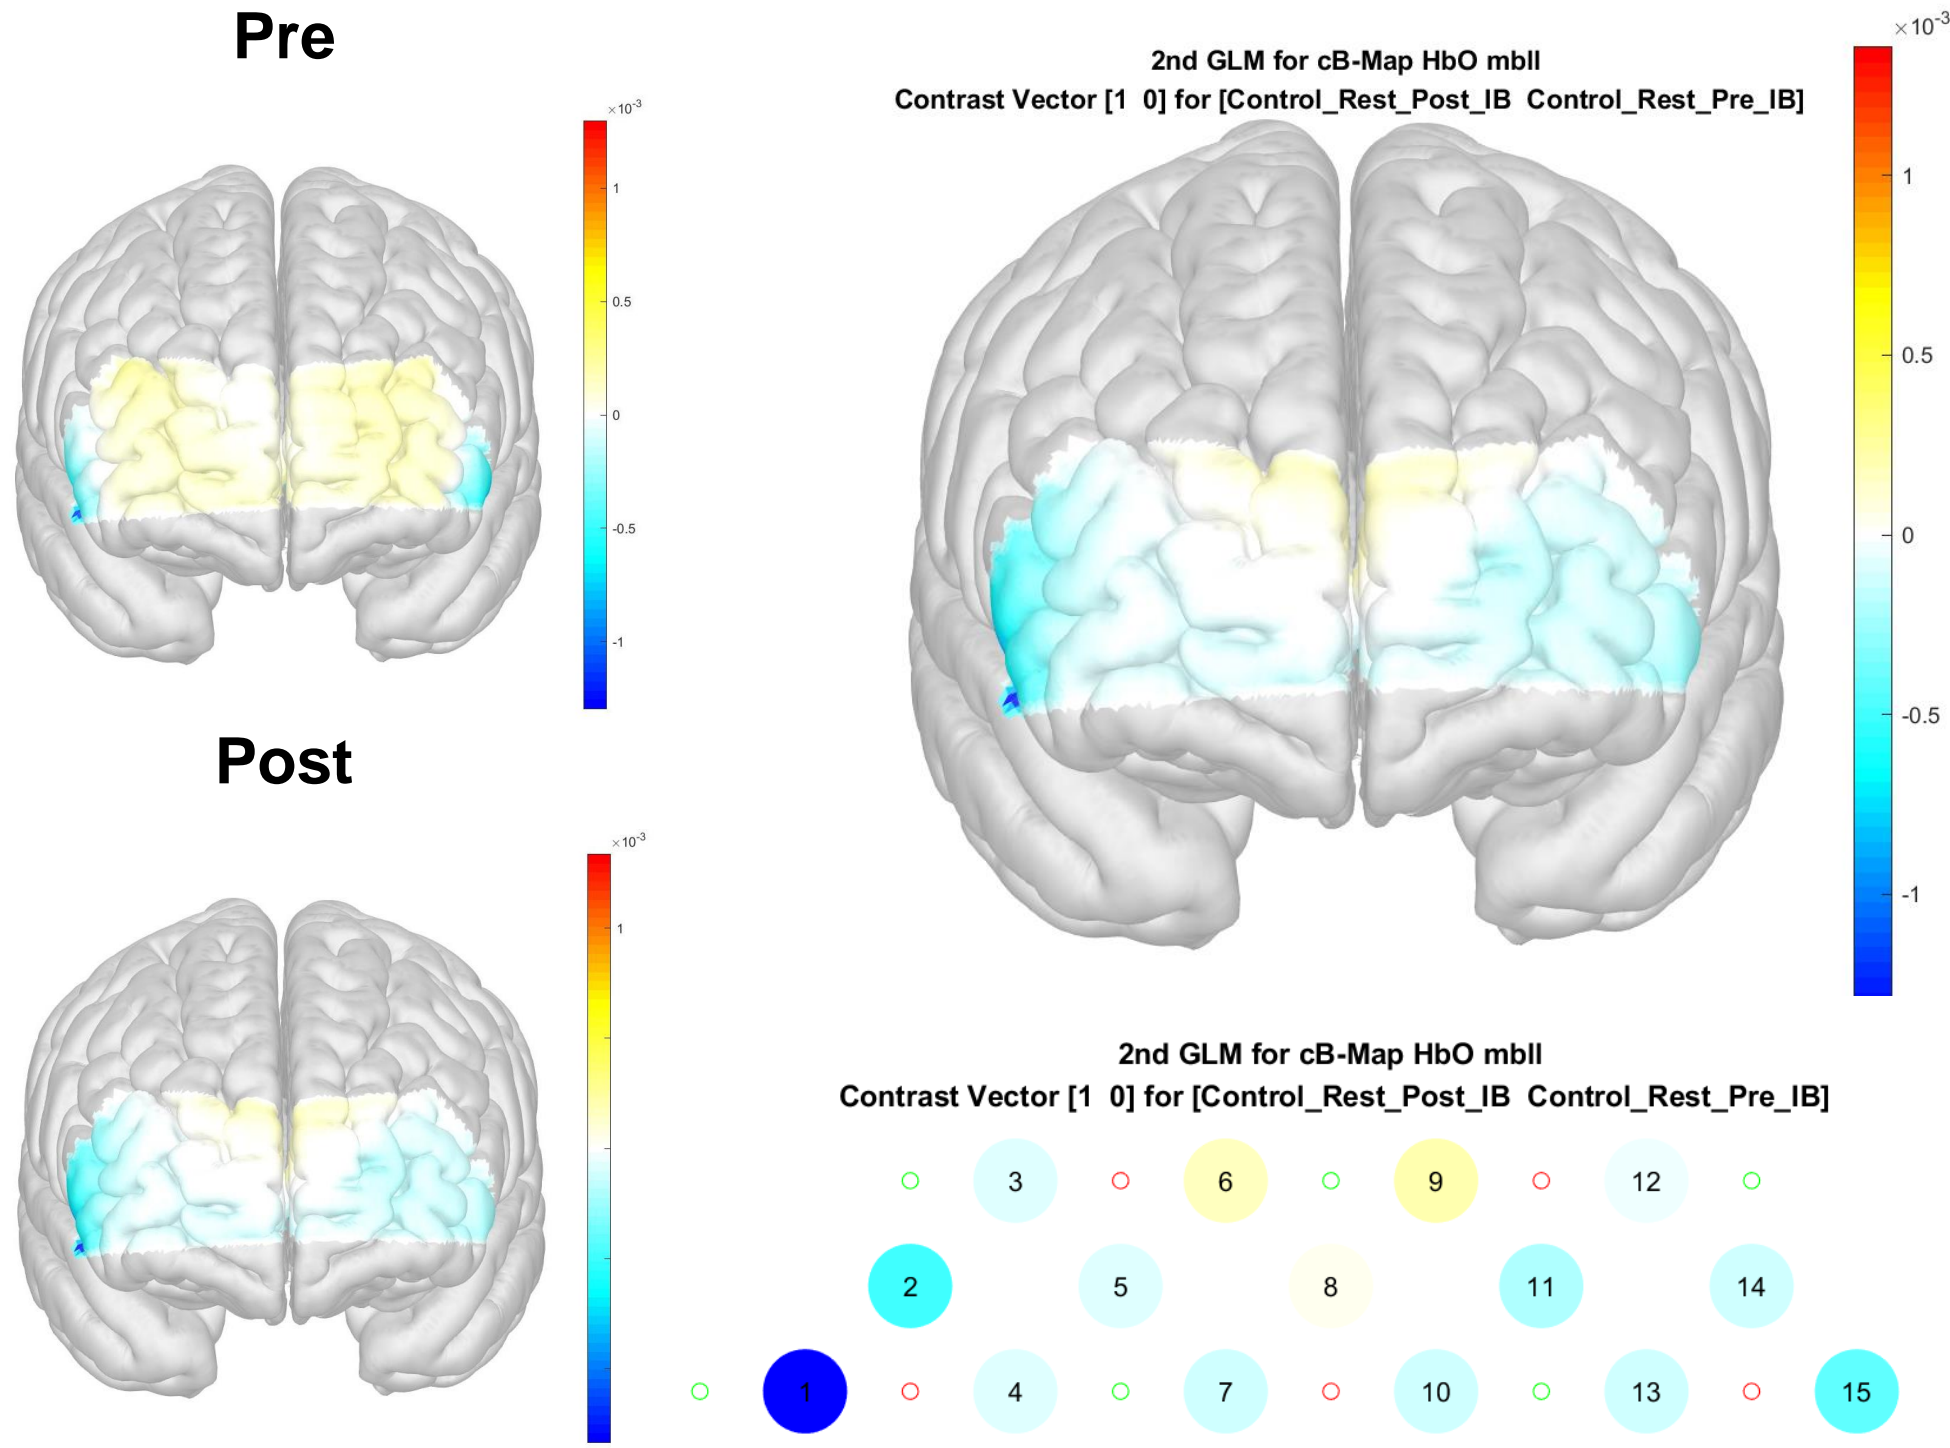 Pre
×10⁻³
1
0.5
0
-0.5
-1
Post
×10⁻³
1
×10⁻³
2nd GLM for cB-Map HbO mbll
Contrast Vector [1 0] for [Control_Rest_Post_IB Control_Rest_Pre_IB]
1
0.5
0
-0.5
-1
2nd GLM for cB-Map HbO mbll
Contrast Vector [1 0] for [Control_Rest_Post_IB Control_Rest_Pre_IB]
3 6 9 12
2 5 8 11 14
1 4 7 10 13 15